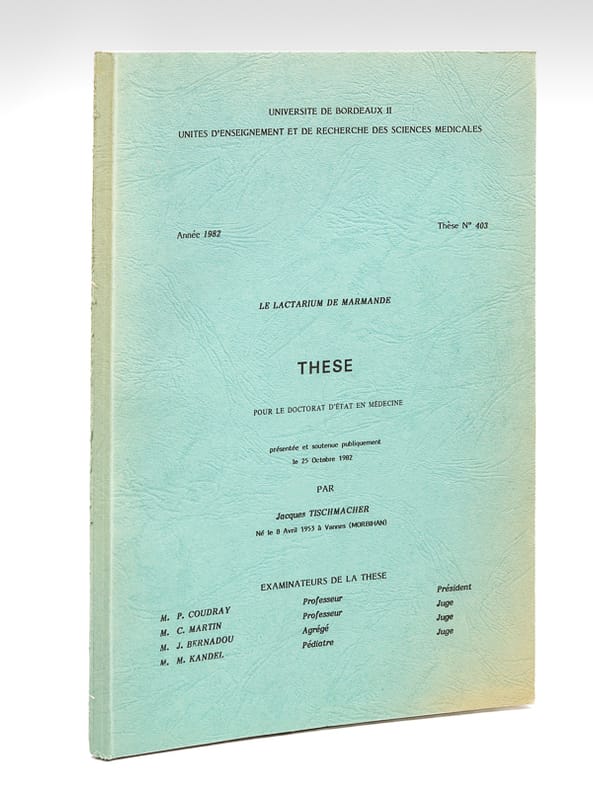 UNIVERSITE DE BORDEAUX II
UNITES D'ENSEIGNEMENT ET DE RECHERCHE DES SCIENCES MEDICALES
Année 1982 Thèse N° 403
LE LACTARIUM DE MARMANDE
THESE
POUR LE DOCTORAT D'ÉTAT EN MÉDECINE
présentée et soutenue publiquement
le 25 Octobre 1982
PAR
Jacques TISCHMACHER
Né le 8 Avril 1953 à Vannes (MORBIHAN)
EXAMINATEURS DE LA THESE
M. P. COUDRAY Professeur Président
M. C. MARTIN Professeur Juge
M. J. BERNADOU Agrégé Juge
M. M. KANDEL Pédiatre Juge